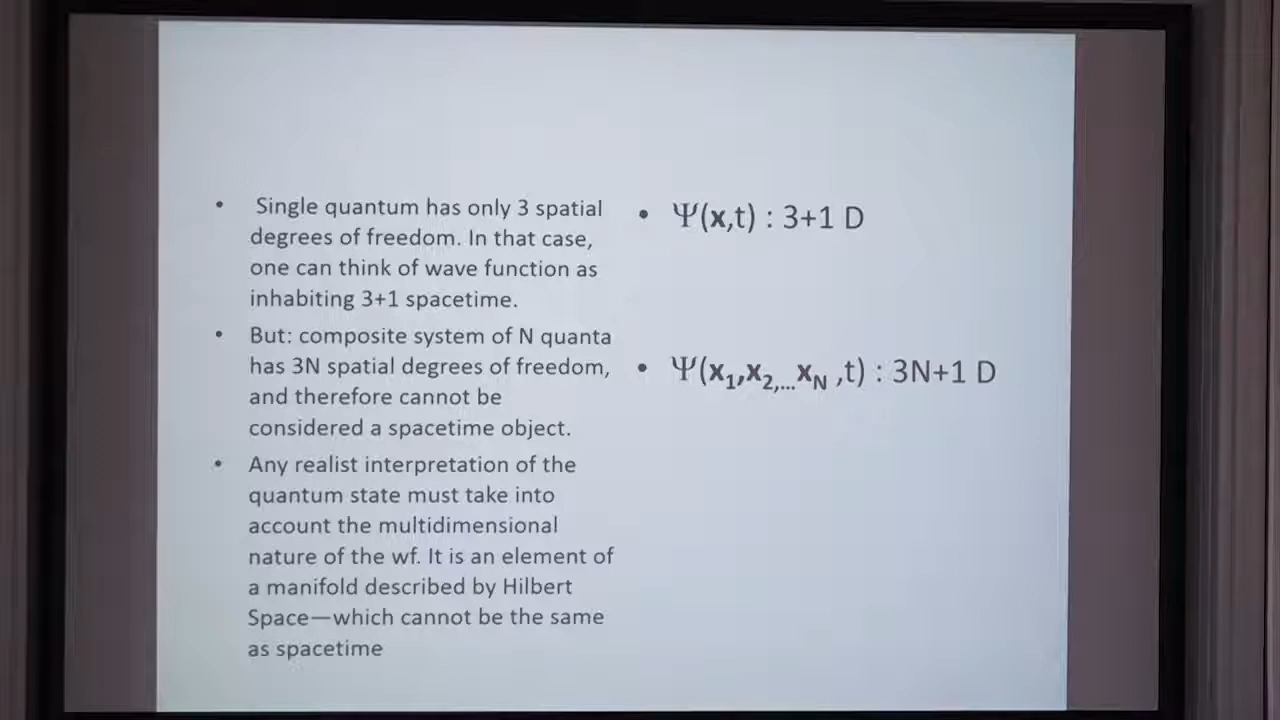 • Single quantum has only 3 spatial
degrees of freedom. In that case,
one can think of wave function as
inhabiting 3+1 spacetime.
• But: composite system of N quanta
has 3N spatial degrees of freedom,
and therefore cannot be
considered a spacetime object.
• Any realist interpretation of the
quantum state must take into
account the multidimensional
nature of the wf. It is an element of
a manifold described by Hilbert
Space—which cannot be the same
as spacetime
• Ψ(x,t) : 3+1 D
• Ψ(x₁,x₂,...x_N ,t) : 3N+1 D